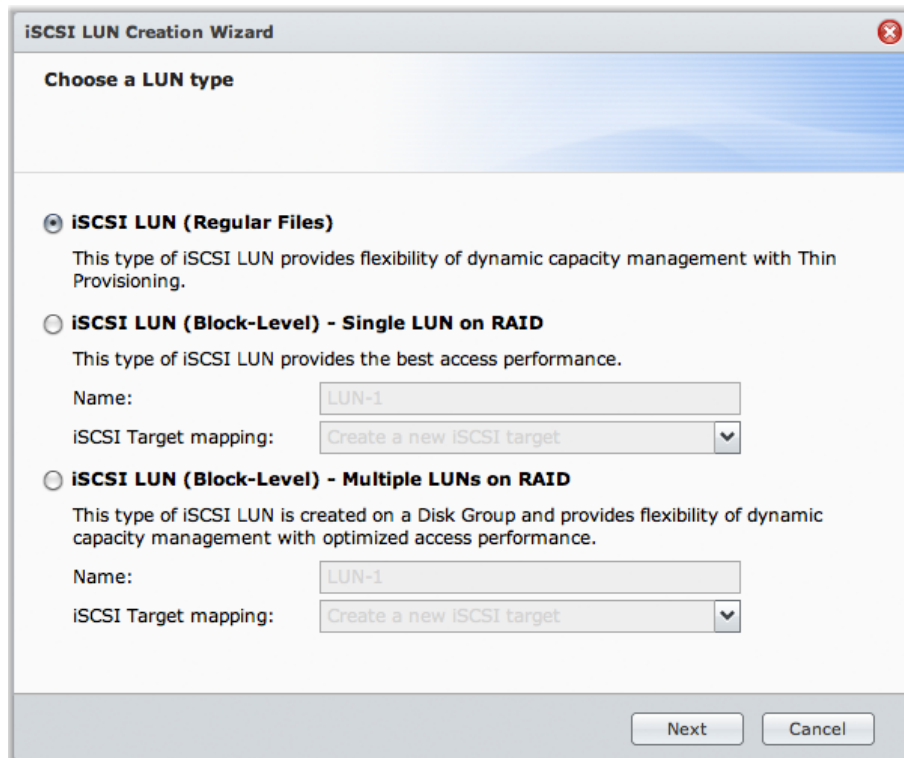 iSCSI LUN Creation Wizard
Choose a LUN type
iSCSI LUN (Regular Files)
This type of iSCSI LUN provides flexibility of dynamic capacity management with Thin
Provisioning.
iSCSI LUN (Block-Level) - Single LUN on RAID
This type of iSCSI LUN provides the best access performance.
Name: LUN-1
iSCSI Target mapping: Create a new iSCSI target
iSCSI LUN (Block-Level) - Multiple LUNs on RAID
This type of iSCSI LUN is created on a Disk Group and provides flexibility of dynamic
capacity management with optimized access performance.
Name: LUN-1
iSCSI Target mapping: Create a new iSCSI target
Next Cancel